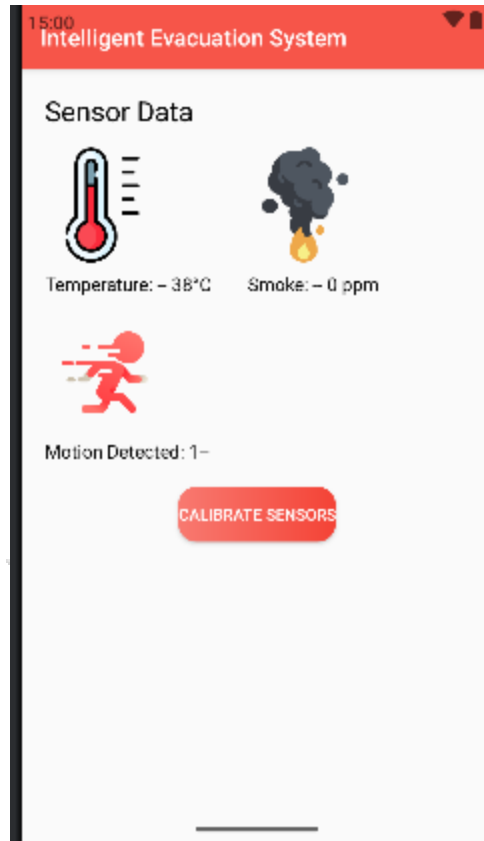 15:00
Intelligent Evacuation System
Sensor Data
Temperature: – 38°C
Smoke: – 0 ppm
Motion Detected: 1–
CALIBRATE SENSORS